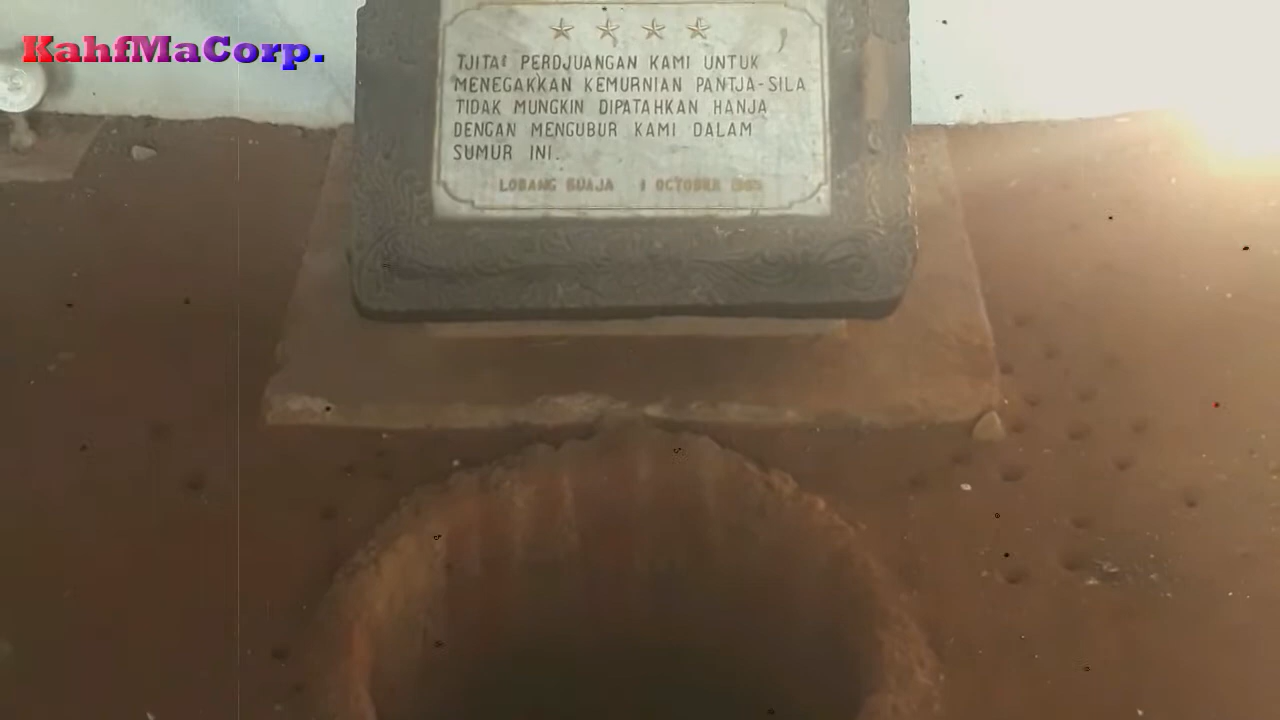 KahfMaCorp.
TJITA² PERDJUANGAN KAMI UNTUK
MENEGAKKAN KEMURNIAN PANTJA-SILA
TIDAK MUNGKIN DIPATAHKAN HANJA
DENGAN MENGUBUR KAMI DALAM
SUMUR INI.
LOBANG BUAJA 1 OCTOBER 1965